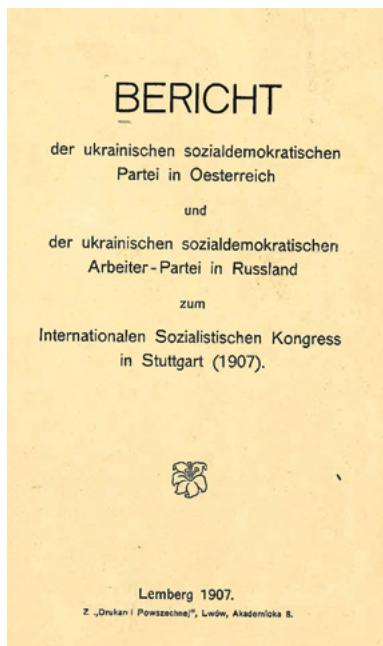 BERICHT
der ukrainischen sozialdemokratischen
Partei in Oesterreich
und
der ukrainischen sozialdemokratischen
Arbeiter-Partei in Russland
zum
Internationalen Sozialistischen Kongress
in Stuttgart (1907).
Lemberg 1907.
Z „Drukan i Powszechnej", Lwów, Akademicka 8.